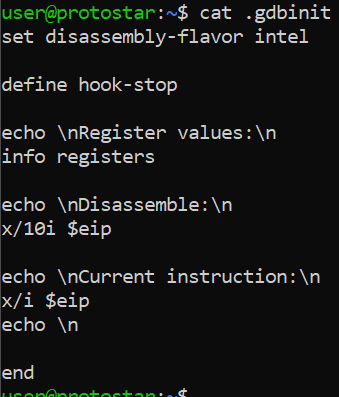 user@protostar:~$ cat .gdbinit
set disassembly-flavor intel
define hook-stop
echo \nRegister values:\n
info registers
echo \nDisassemble:\n
x/10i $eip
echo \nCurrent instruction:\n
x/i $eip
echo \n
end
user@protostar:~$